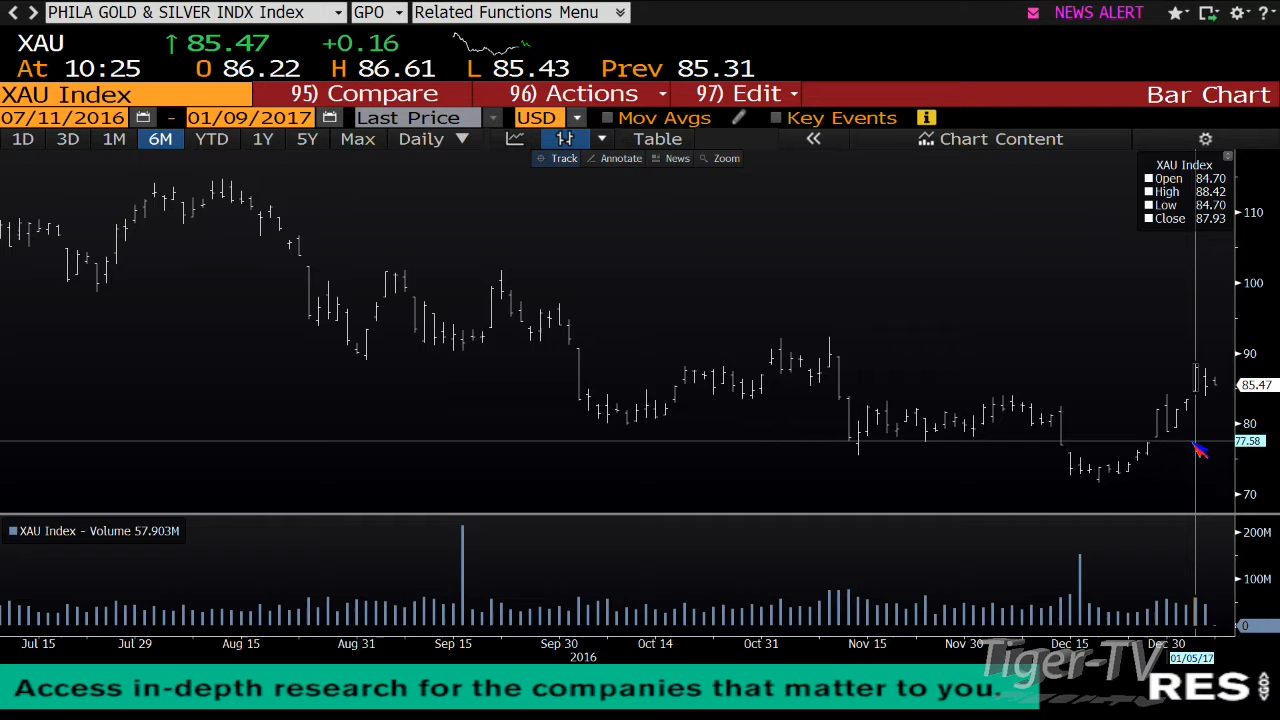 PHILA GOLD & SILVER INDX Index GPO Related Functions Menu NEWS ALERT ?
XAU ↑ 85.47 +0.16
At 10:25 O 86.22 H 86.61 L 85.43 Prev 85.31
XAU Index 95) Compare 96) Actions 97) Edit Bar Chart
07/11/2016 - 01/09/2017 Last Price USD Mov Avgs Key Events
1D 3D 1M 6M YTD 1Y 5Y Max Daily ▼ Table « Chart Content
Track Annotate News Zoom
XAU Index
Open 84.70
High 88.42
Low 84.70
Close 87.93
110
100
90
85.47
80
77.58
70
XAU Index - Volume 57.903M
200M
100M
0
Jul 15 Jul 29 Aug 15 Aug 31 Sep 15 Sep 30 Oct 14 Oct 31 Nov 15 Nov 30 Dec 15 Dec 30
2016 01/05/17
Tiger-TV
Access in-depth research for the companies that matter to you. RES